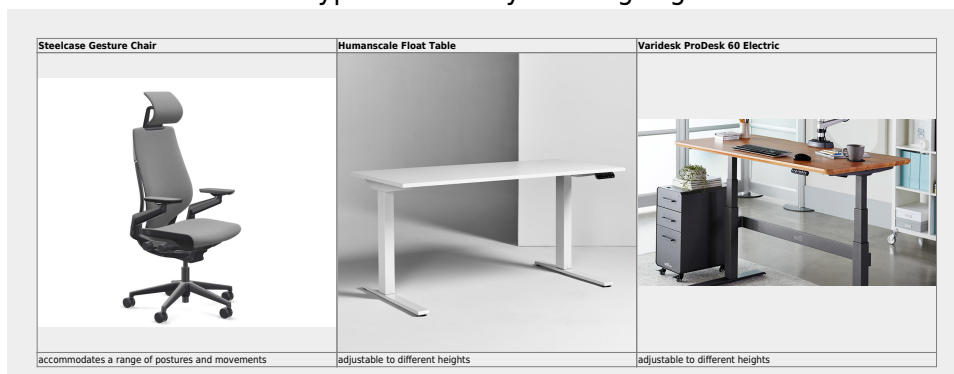 Steelcase Gesture Chair
Humanscale Float Table
Varidesk ProDesk 60 Electric
accommodates a range of postures and movements
adjustable to different heights
adjustable to different heights